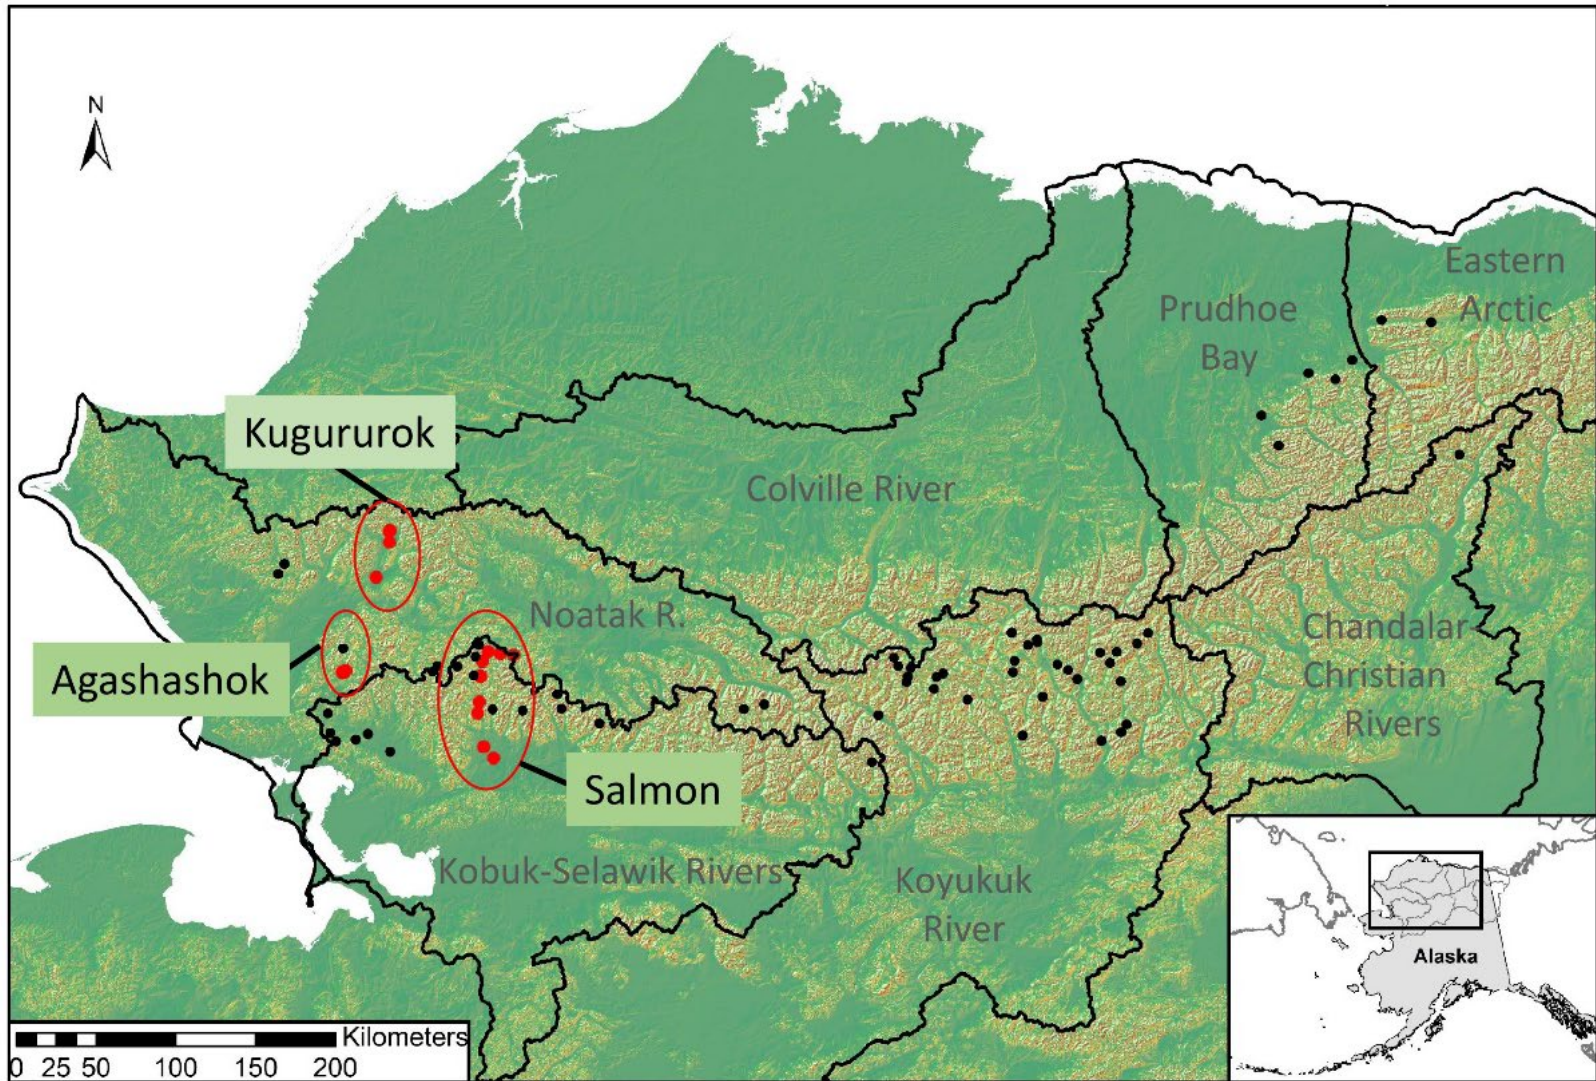 N
Eastern
Arctic
Prudhoe
Bay
Kugururok
Colville River
Noatak R.
Chandalar
Christian
Rivers
Agashashok
Salmon
Kobuk-Selawik Rivers
Koyukuk
River
Alaska
Kilometers
0 25 50 100 150 200